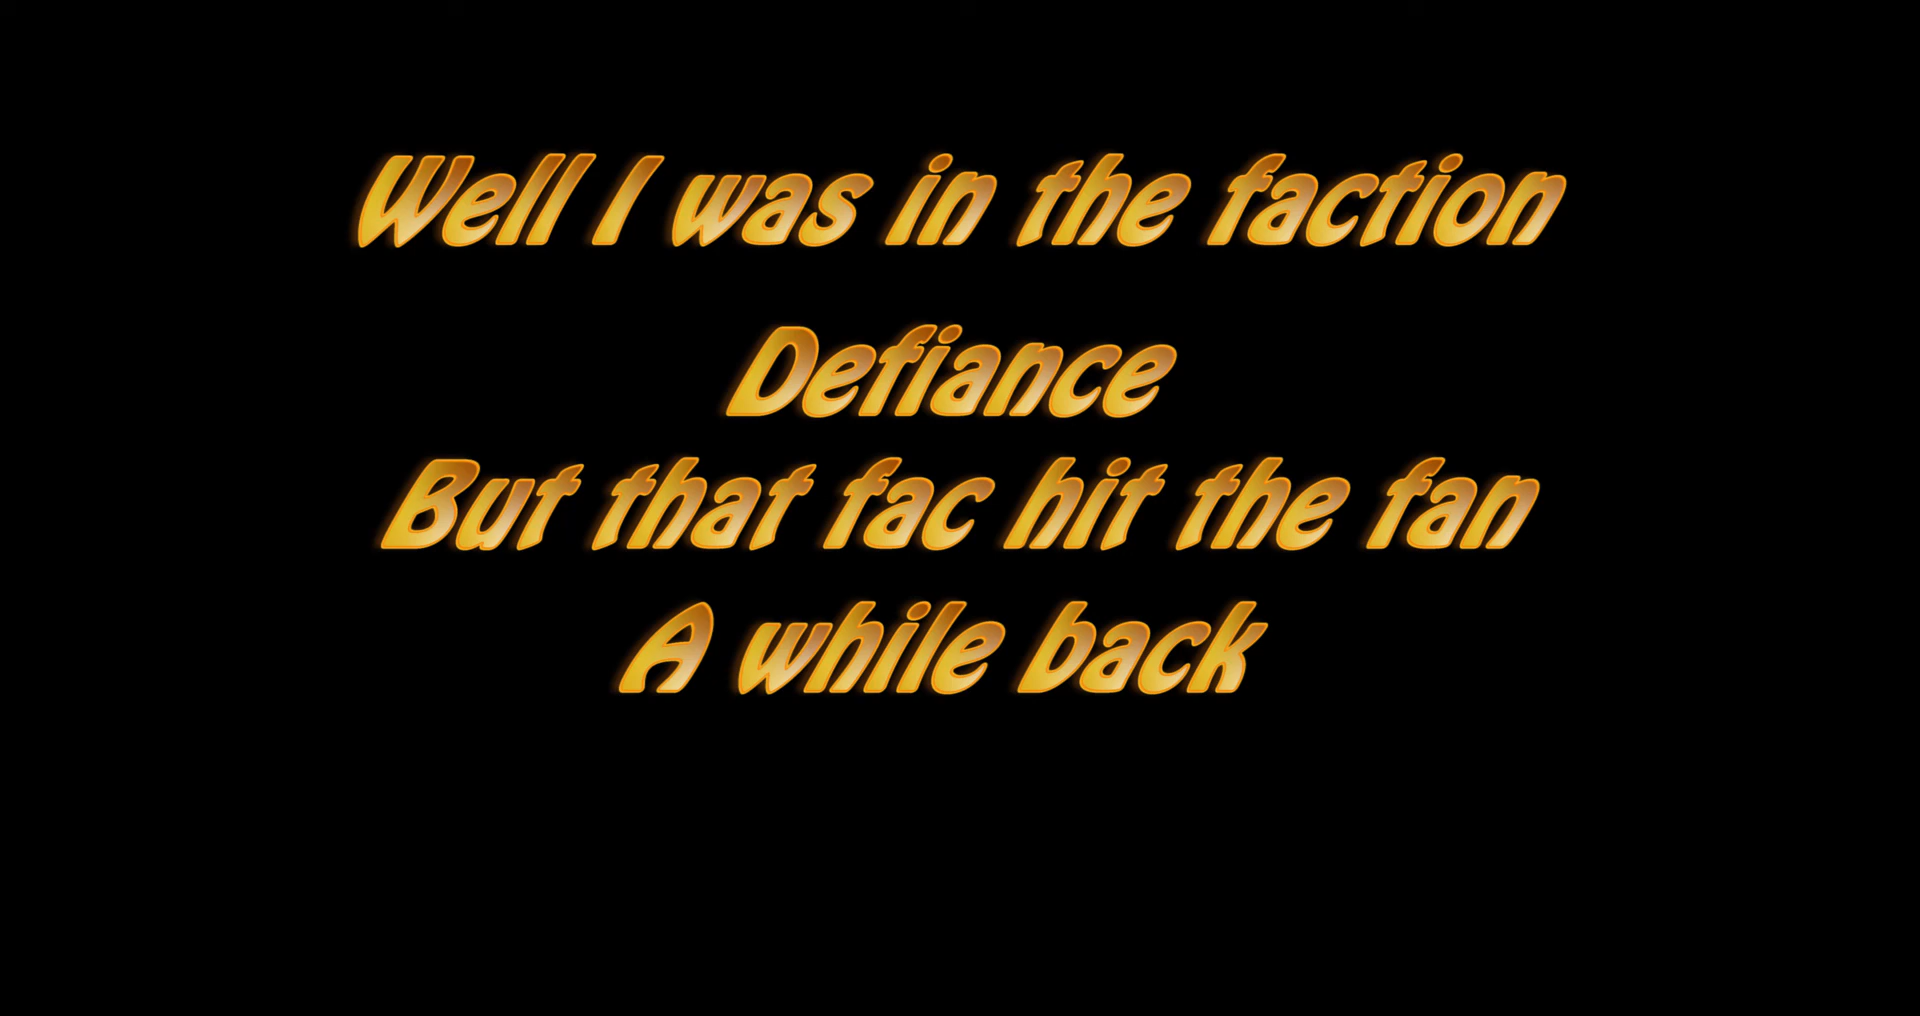 Well I was in the faction
Defiance
But that fac hit the fan
A while back